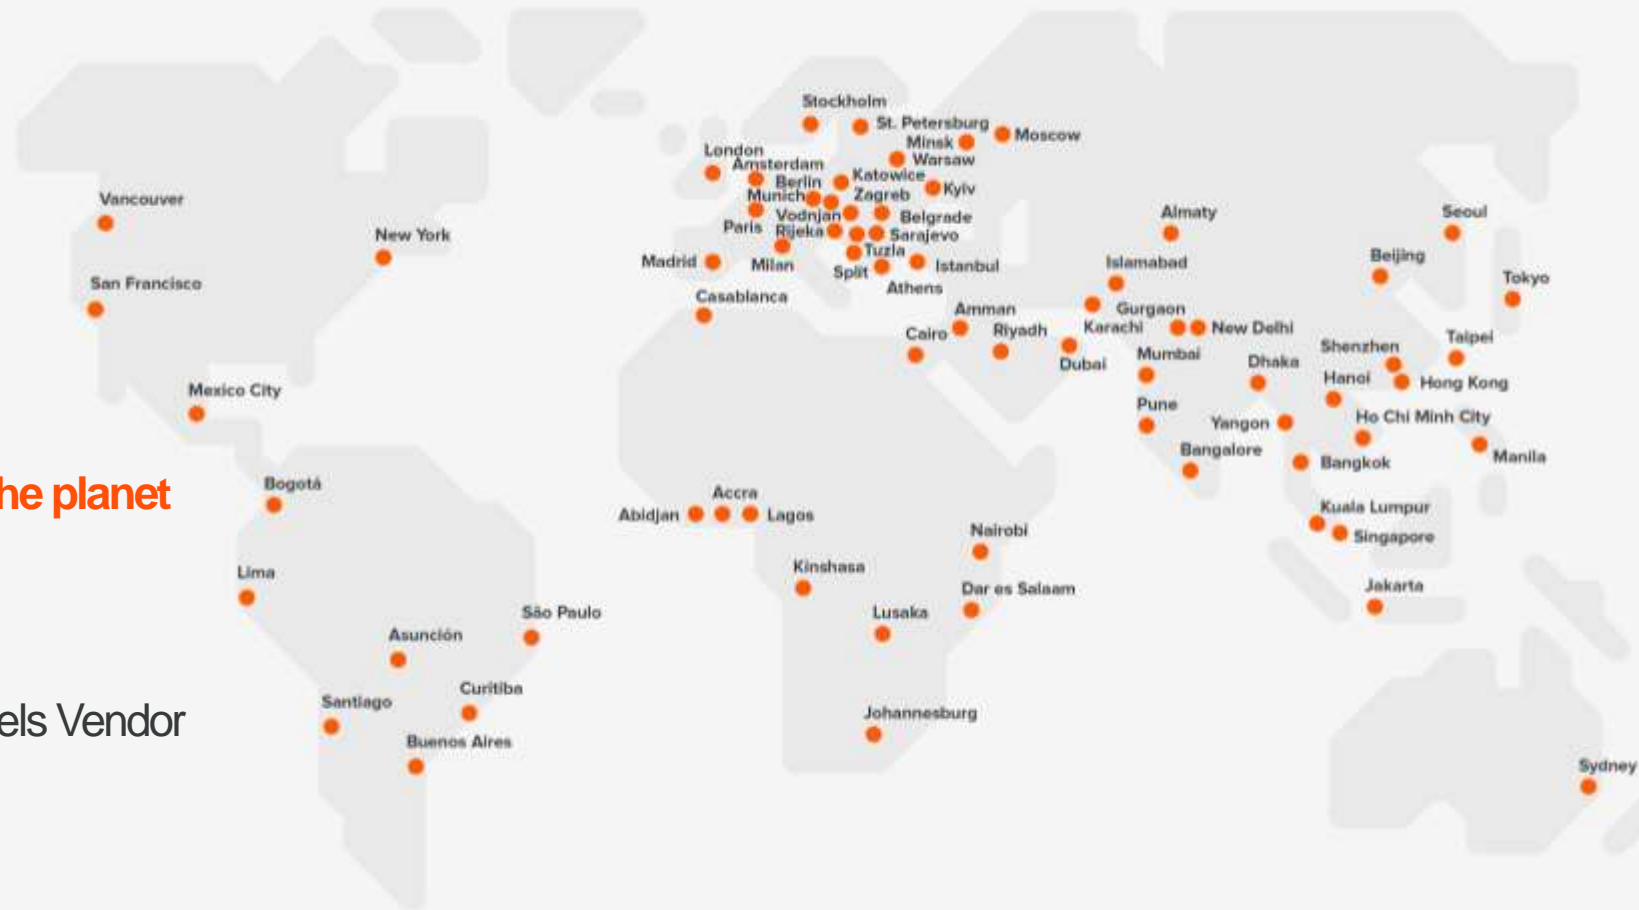 Stockholm
St. Petersburg
Moscow
Minsk
London
Warsaw
Amsterdam
Katowice
Berlin
Kyiv
Munich
Zagreb
Vancouver
Almaty
Seoul
Vodnjan
Belgrade
Paris
Rijeka
Sarajevo
New York
Tuzla
Beijing
Madrid
Milan
Split
Istanbul
Islamabad
Tokyo
San Francisco
Athens
Casablanca
Amman
Gurgaon
Cairo
Riyadh
Karachi
New Delhi
Taipei
Shenzhen
Dubai
Mumbai
Dhaka
Hanoi
Hong Kong
Mexico City
Pune
Yangon
Ho Chi Minh City
Bangalore
Bangkok
Manila
he planet
Bogotá
Accra
Abidjan
Lagos
Kuala Lumpur
Singapore
Nairobi
Lima
Kinshasa
Dar es Salaam
Jakarta
São Paulo
Lusaka
Asunción
Curitiba
Santiago
els Vendor
Johannesburg
Buenos Aires
Sydney